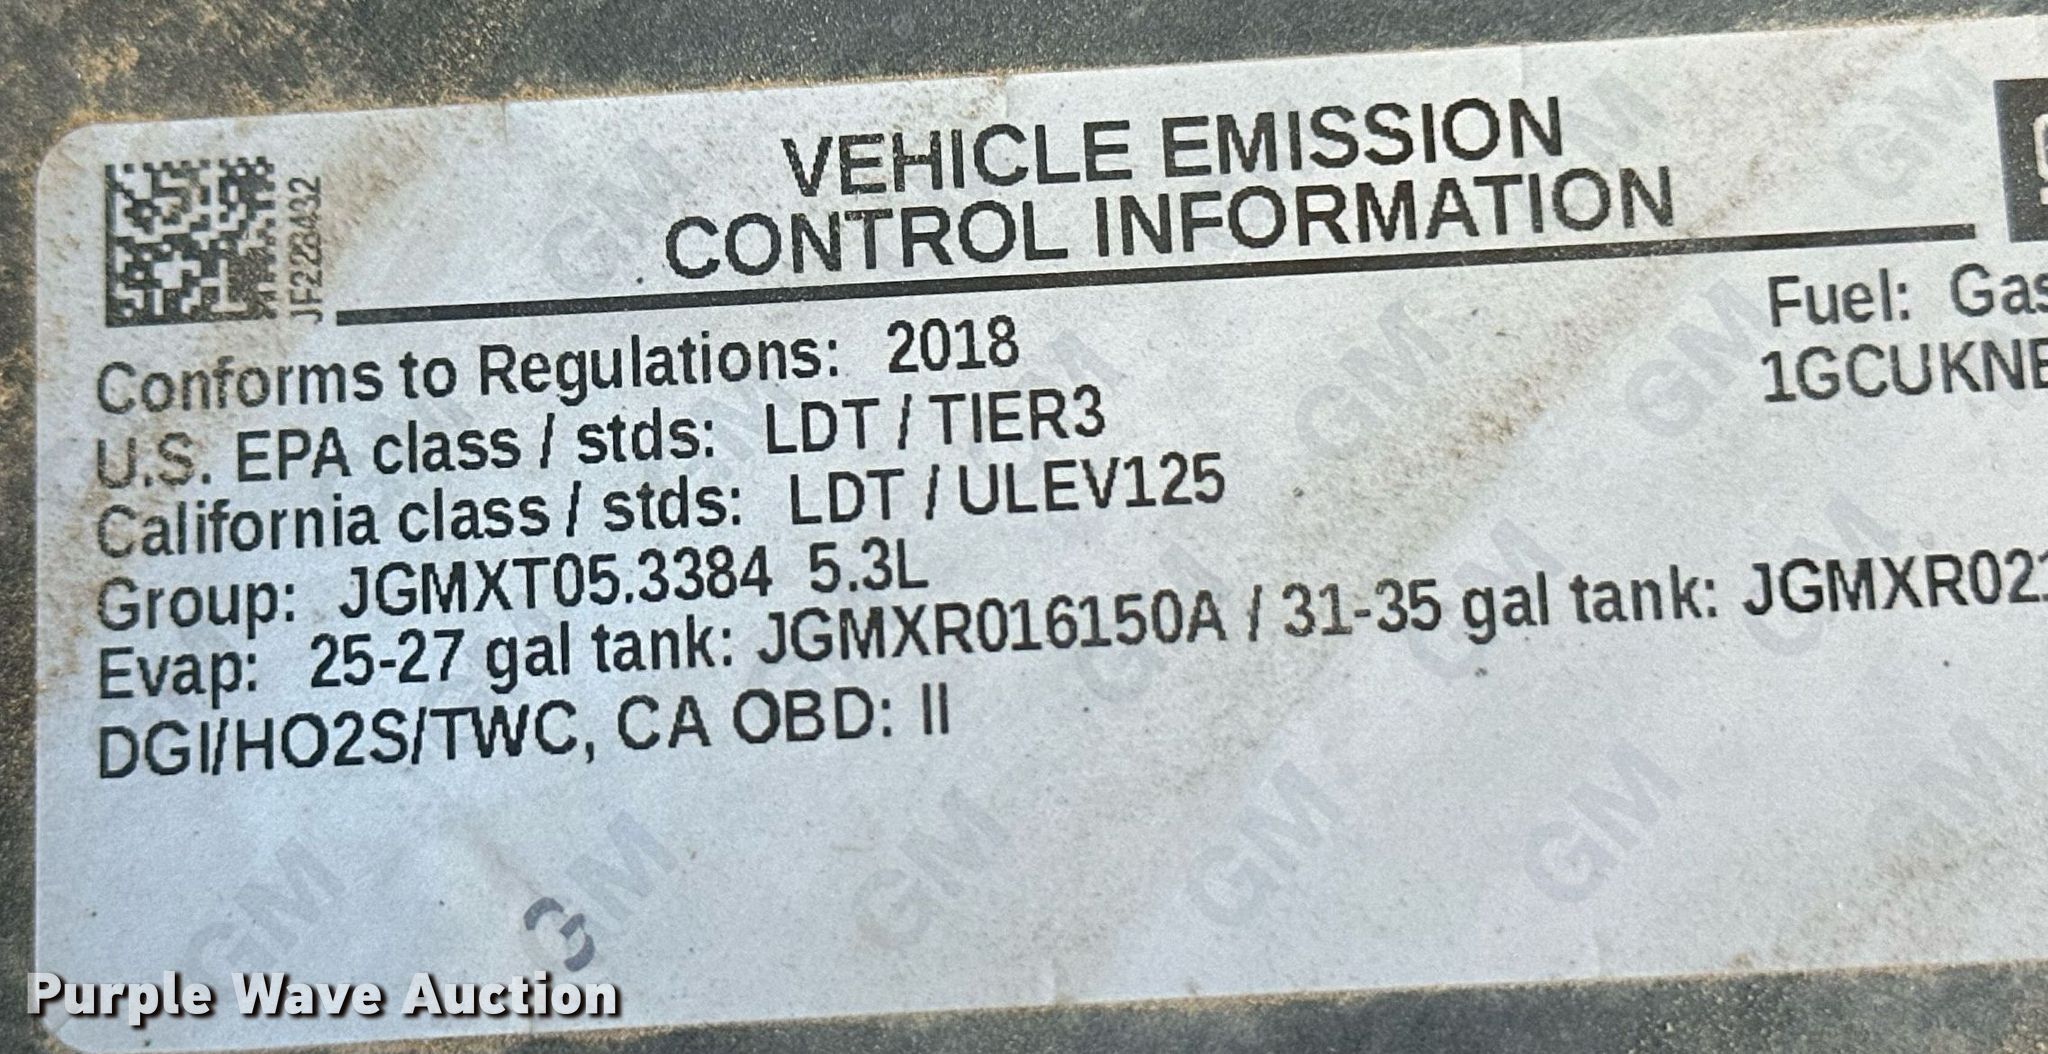 VEHICLE EMISSION
CONTROL INFORMATION
JF228432
Conforms to Regulations: 2018
Fuel: Gas
U.S. EPA class / stds: LDT / TIER3
1GCUKNE
California class / stds: LDT / ULEV125
Group: JGMXT05.3384 5.3L
Evap: 25-27 gal tank: JGMXR016150A / 31-35 gal tank: JGMXR021
DGI/HO2S/TWC, CA OBD: II
Purple Wave Auction